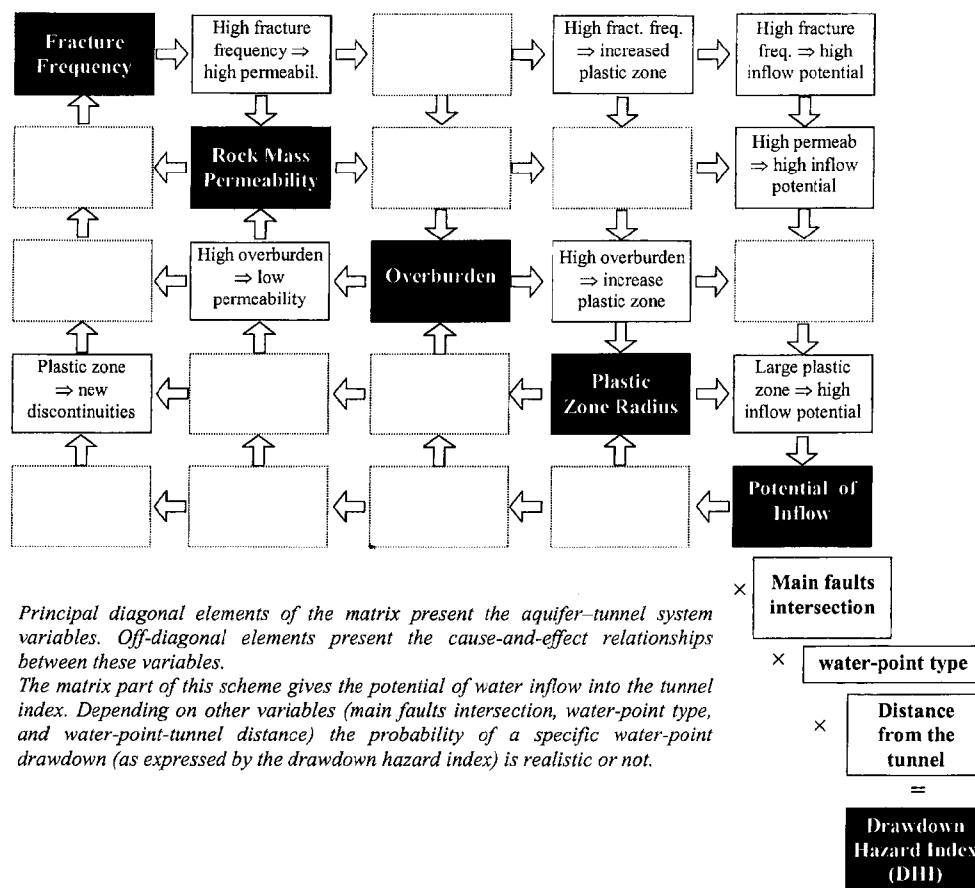 Fracture
Frequency
High fracture
frequency ⇒
high permeabil.
High fract. freq.
⇒ increased
plastic zone
High fracture
freq. ⇒ high
inflow potential
Rock Mass
Permeability
High permeab
⇒ high inflow
potential
High overburden
⇒ low
permeability
Overburden
High overburden
⇒ increase
plastic zone
Plastic zone
⇒ new
discontinuities
Plastic
Zone Radius
Large plastic
zone ⇒ high
inflow potential
Potential of
Inflow
× Main faults
intersection
× water-point type
× Distance
from the
tunnel
=
Drawdown
Hazard Index
(DHI)
Principal diagonal elements of the matrix present the aquifer–tunnel system
variables. Off-diagonal elements present the cause-and-effect relationships
between these variables.
The matrix part of this scheme gives the potential of water inflow into the tunnel
index. Depending on other variables (main faults intersection, water-point type,
and water-point-tunnel distance) the probability of a specific water-point
drawdown (as expressed by the drawdown hazard index) is realistic or not.